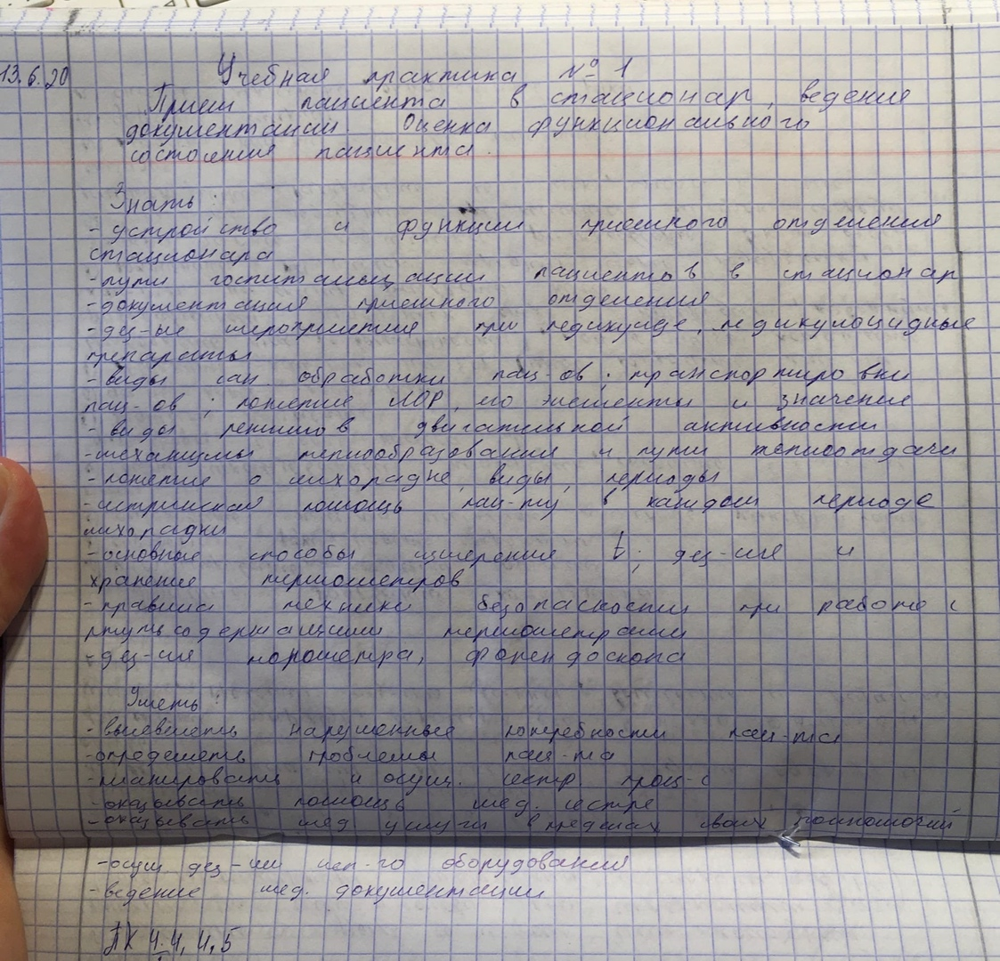 13.6.20
Учебная практика № 1
Прием пациента в стационар, ведение
документации. Оценка функционального
состояния пациента.
Знать:
- устройство и функции приемного отделения
стационара
- пути госпитализации пациентов в стационар
- документация приемного отделения
- дез-ые мероприятия при педикулезе, педикулоцидные
препараты
- виды сан обработки пац-ов; транспортировки
пац-ов; понятие ЛОР, его элементы и значение
- виды режимов двигательной активности
- механизмы теплообразования и пути теплоотдачи
- понятие о лихорадке, виды, периоды
- сестринская помощь пац-ту в каждом периоде
лихорадки
- основные способы измерения t; дез-ия и
хранение термометров
- правила техники безопасности при работе с
ртутьсодержащими термометрами
- дез-ия фонендоскопа
Уметь:
- выявлять нарушенные потребности пац-та
- определять проблемы пац-та
- планировать и осущ. сестр. проц-с
- оказывать помощь мед. сестре
- оказывать мед услуги в пределах своих полномочий
- осущ. дез-ии исп-го оборудования
- ведение мед. документации
ПК 4.4, 4,5